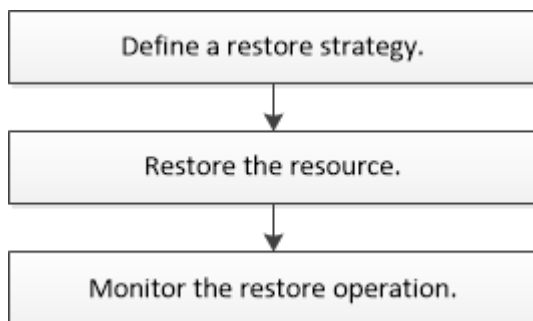 Define a restore strategy.
Restore the resource.
Monitor the restore operation.